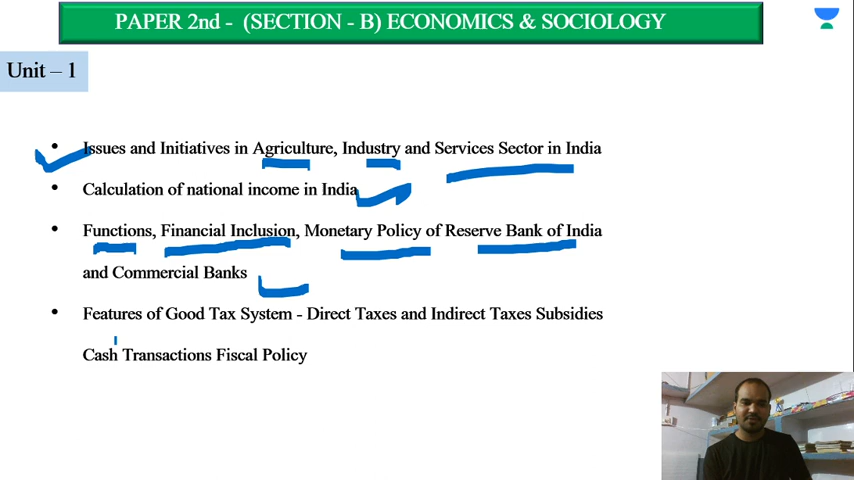 PAPER 2nd - (SECTION - B) ECONOMICS & SOCIOLOGY
Unit – 1
• Issues and Initiatives in Agriculture, Industry and Services Sector in India
• Calculation of national income in India
• Functions, Financial Inclusion, Monetary Policy of Reserve Bank of India
and Commercial Banks
• Features of Good Tax System - Direct Taxes and Indirect Taxes Subsidies
Cash Transactions Fiscal Policy